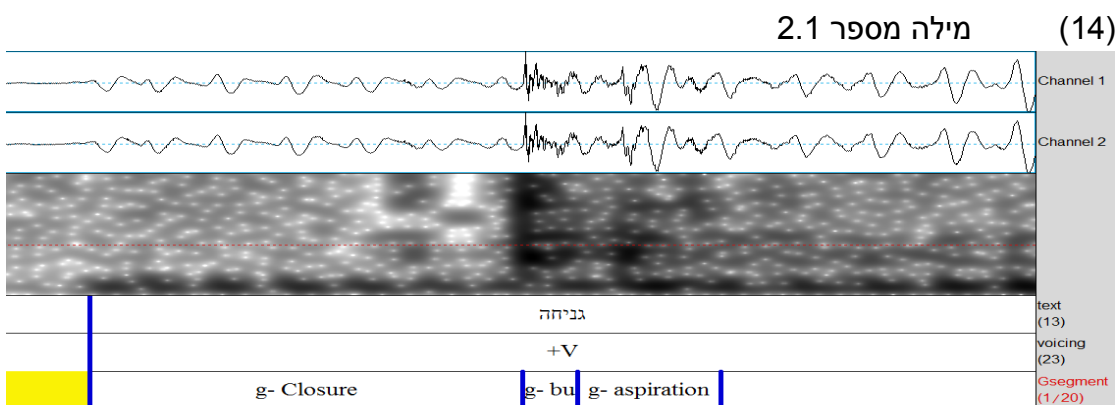 (14) מילה מספר 2.1
Channel 1
Channel 2
גניחה
text
(13)
+V
voicing
(23)
g- Closure g- bu g- aspiration
Gsegment
(1/20)